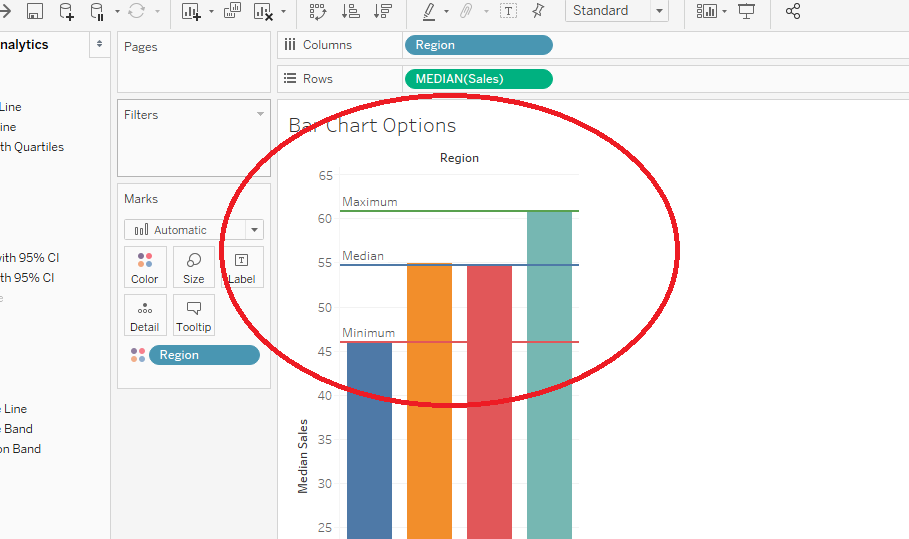 Standard
nalytics
Pages
Columns
Region
Rows
MEDIAN(Sales)
Line
ine
th Quartiles
Filters
Bar Chart Options
Region
65
Maximum
60
Median
55
50
Minimum
45
40
35
30
25
Median Sales
Marks
Automatic
Color
Size
Label
Detail
Tooltip
Region
with 95% CI
th 95% CI
e
e Line
e Band
on Band